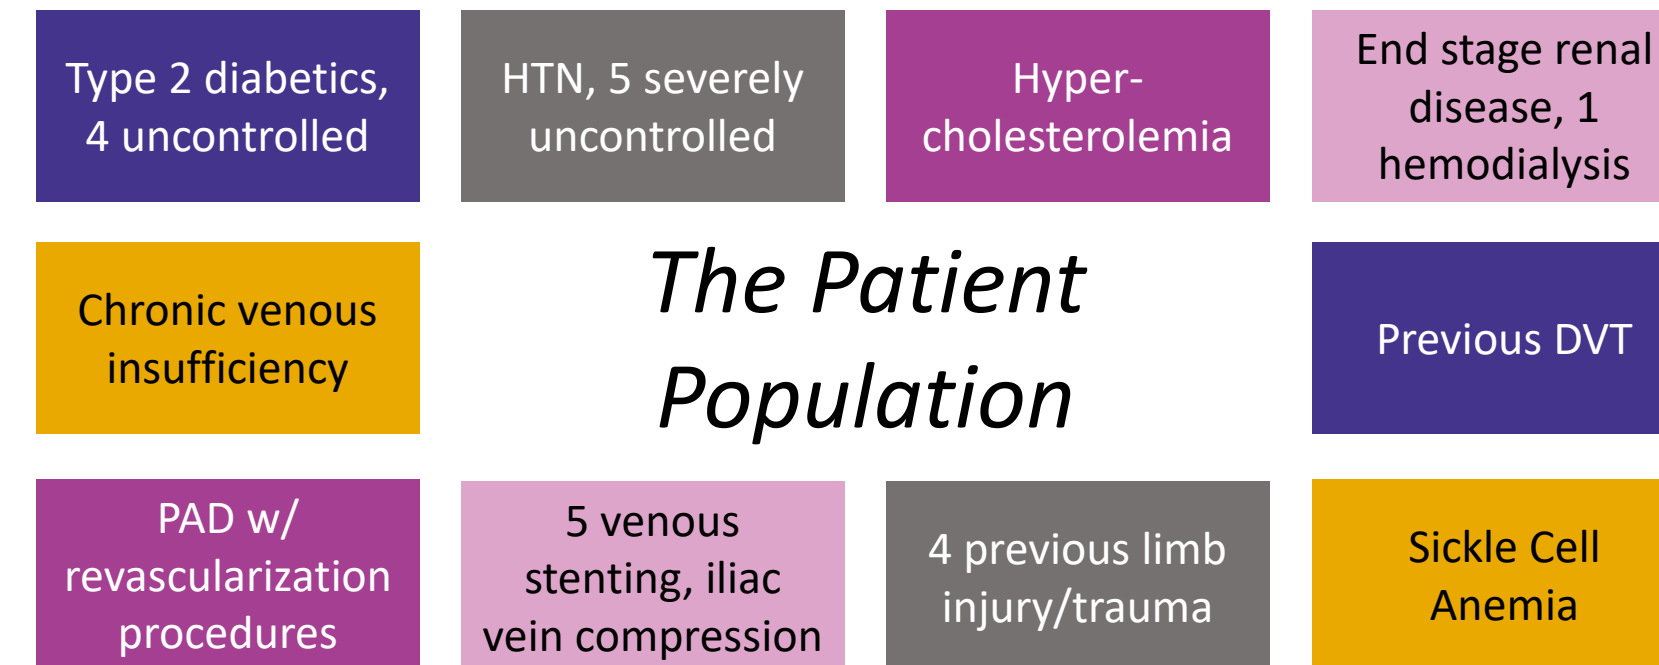 Type 2 diabetics,
4 uncontrolled
HTN, 5 severely
uncontrolled
Hyper-
cholesterolemia
End stage renal
disease, 1
hemodialysis
Chronic venous
insufficiency
The Patient
Population
Previous DVT
PAD w/
revascularization
procedures
5 venous
stenting, iliac
vein compression
4 previous limb
injury/trauma
Sickle Cell
Anemia